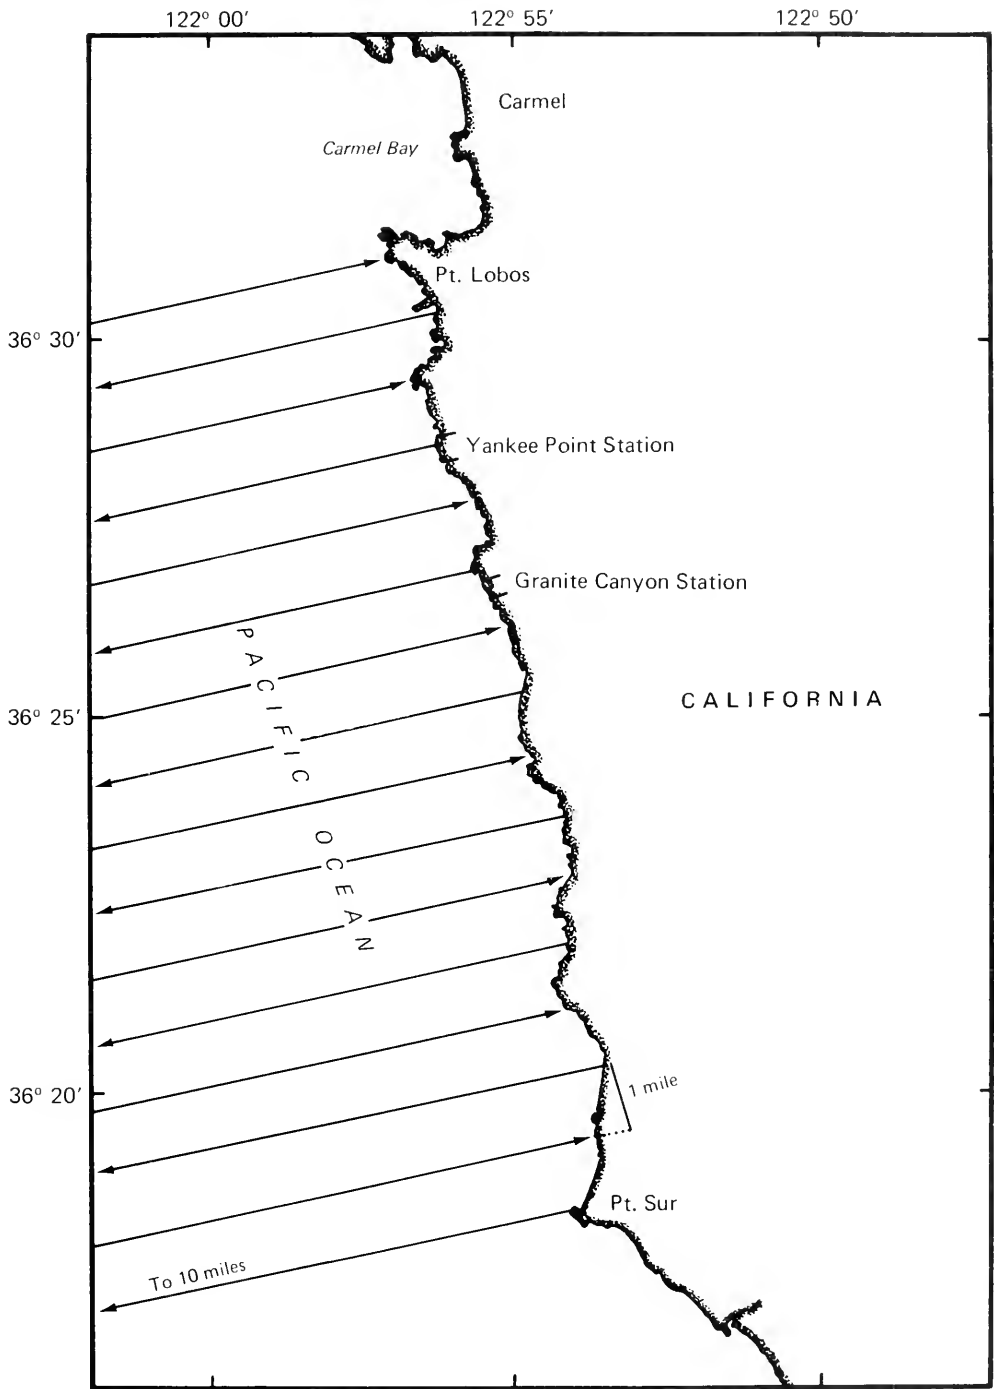 122° 00′
122° 55′
122° 50′
Carmel
Carmel Bay
Pt. Lobos
36° 30′
Yankee Point Station
Granite Canyon Station
PACIFIC OCEAN
CALIFORNIA
36° 25′
36° 20′
1 mile
Pt. Sur
To 10 miles